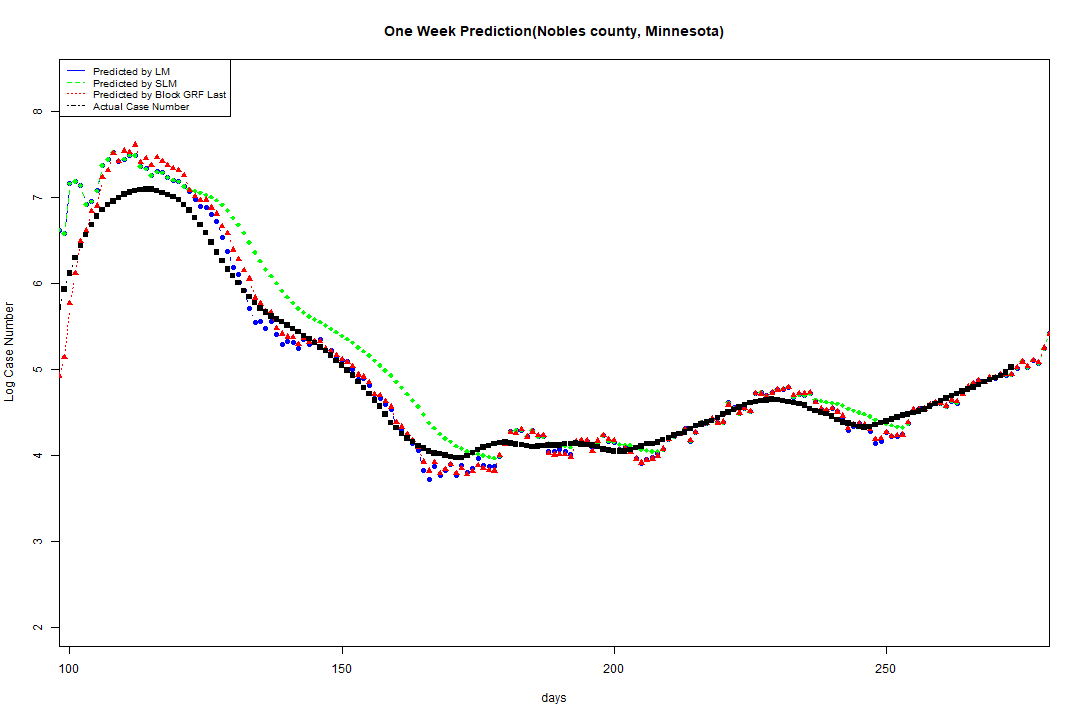 One Week Prediction(Nobles county, Minnesota)
Predicted by LM
Predicted by SLM
Predicted by Block GRF Last
Actual Case Number
8
7
6
5
4
3
2
Log Case Number
100 150 200 250
days